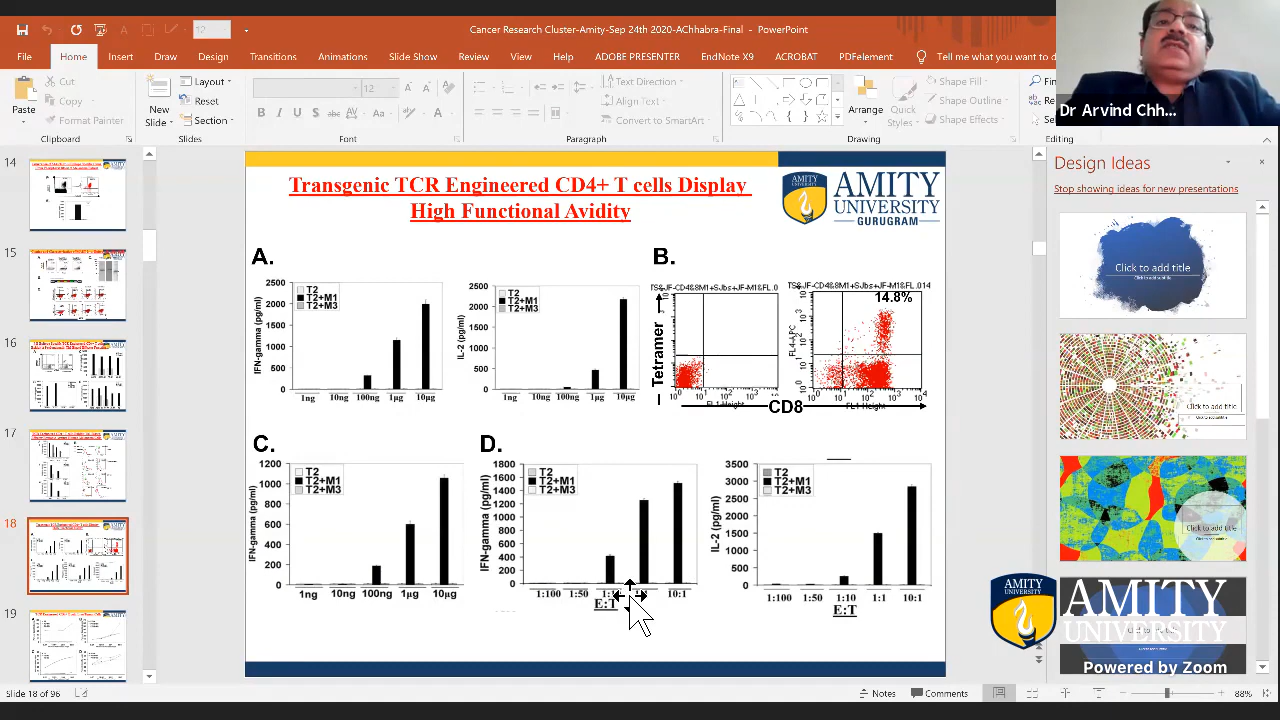 12
Cancer Research Cluster-Amity-Sep 24th 2020-AChhabra-Final - PowerPoint
File
Home
Insert
Draw
Design
Transitions
Animations
Slide Show
Review
View
Help
ADOBE PRESENTER
EndNote X9
ACROBAT
PDFelement
Tell me what you want to d
Paste
Cut
Copy
Format Painter
New
Slide
Layout
Reset
Section
12
Text Direction
Align Text
Convert to SmartArt
Arrange
Quick
Styles
Shape Fill
Shape Outline
Shape Effects
Clipboard
Slides
Font
Paragraph
Drawing
Dr Arvind Chh...
14
15
16
17
18
19
Transgenic TCR Engineered CD4+ T cells Display
High Functional Avidity
AMITY
UNIVERSITY
GURUGRAM
A.
T2
T2+M1
T2+M3
IFN-gamma (pg/ml)
2500
2000
1500
1000
500
0
1ng 10ng 100ng 1µg 10µg
T2
T2+M1
T2+M3
IL-2 (pg/ml)
2500
2000
1500
1000
500
0
1ng 10ng 100ng 1µg 10µg
B.
14.8%
Tetramer
CD8
C.
T2
T2+M1
T2+M3
IFN-gamma (pg/ml)
1200
1000
800
600
400
200
0
1ng 10ng 100ng 1µg 10µg
D.
T2
T2+M1
T2+M3
IFN-gamma (pg/ml)
1800
1600
1400
1200
1000
800
600
400
200
0
1:100 1:50 10:1
E:T
T2
T2+M1
T2+M3
IL-2 (pg/ml)
3500
3000
2500
2000
1500
1000
500
0
1:100 1:50 1:10 1:1 10:1
E:T
Design Ideas
Stop showing ideas for new presentations
Click to add title
Click to add title
Click to add title
AMITY
UNIVERSITY
AMITY
UNIVERSITY
Powered by Zoom
Slide 18 of 96
Notes
Comments
88%